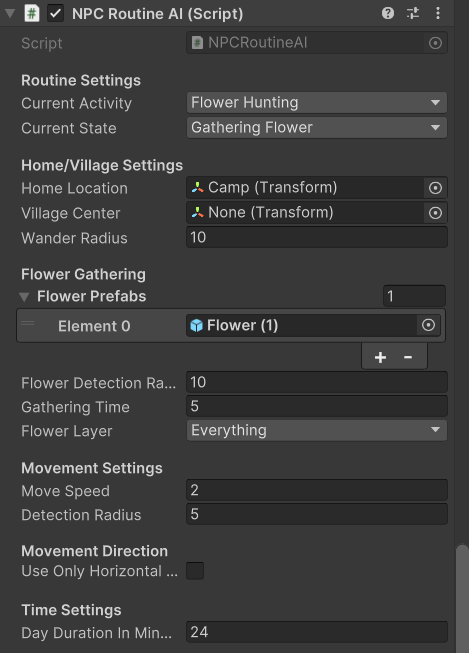 NPC Routine AI (Script)
Script NPCRoutineAI
Routine Settings
Current Activity Flower Hunting
Current State Gathering Flower
Home/Village Settings
Home Location Camp (Transform)
Village Center None (Transform)
Wander Radius 10
Flower Gathering
Flower Prefabs 1
Element 0 Flower (1)
+ -
Flower Detection Ra... 10
Gathering Time 5
Flower Layer Everything
Movement Settings
Move Speed 2
Detection Radius 5
Movement Direction
Use Only Horizontal ...
Time Settings
Day Duration In Min... 24